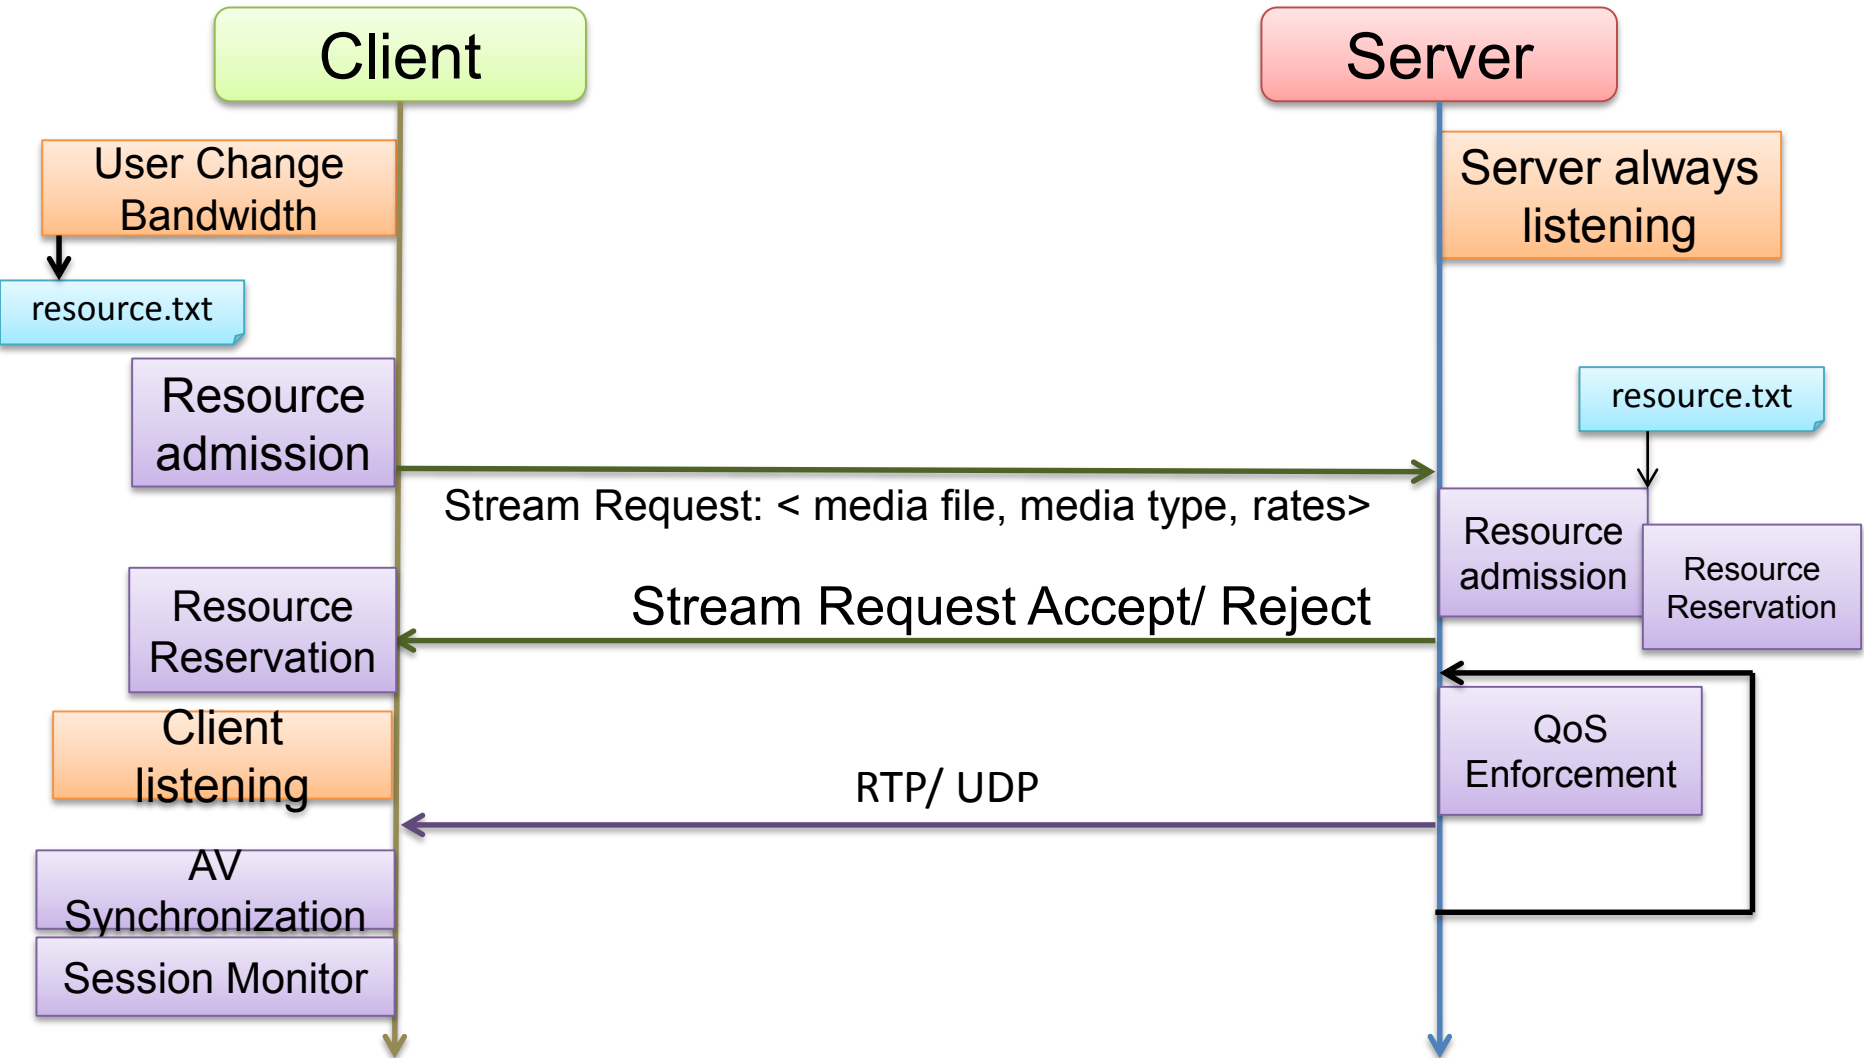 Client
Server
User Change
Bandwidth
Server always
listening
resource.txt
Resource
admission
resource.txt
Stream Request: < media file, media type, rates>
Resource
admission
Resource
Reservation
Resource
Reservation
Stream Request Accept/ Reject
Client
listening
QoS
Enforcement
RTP/ UDP
AV
Synchronization
Session Monitor